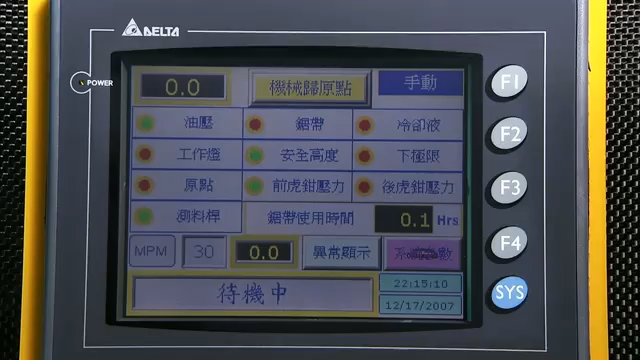 DELTA
POWER
0.0 機械歸原點 手動
油壓 鋸帶 冷卻液
工作燈 安全高度 下極限
原點 前虎鉗壓力 後虎鉗壓力
測料桿 鋸帶使用時間 0.1 Hrs
MPM 30 0.0 異常顯示 數
待機中
22:15:10
12/17/2007
F1
F2
F3
F4
SYS